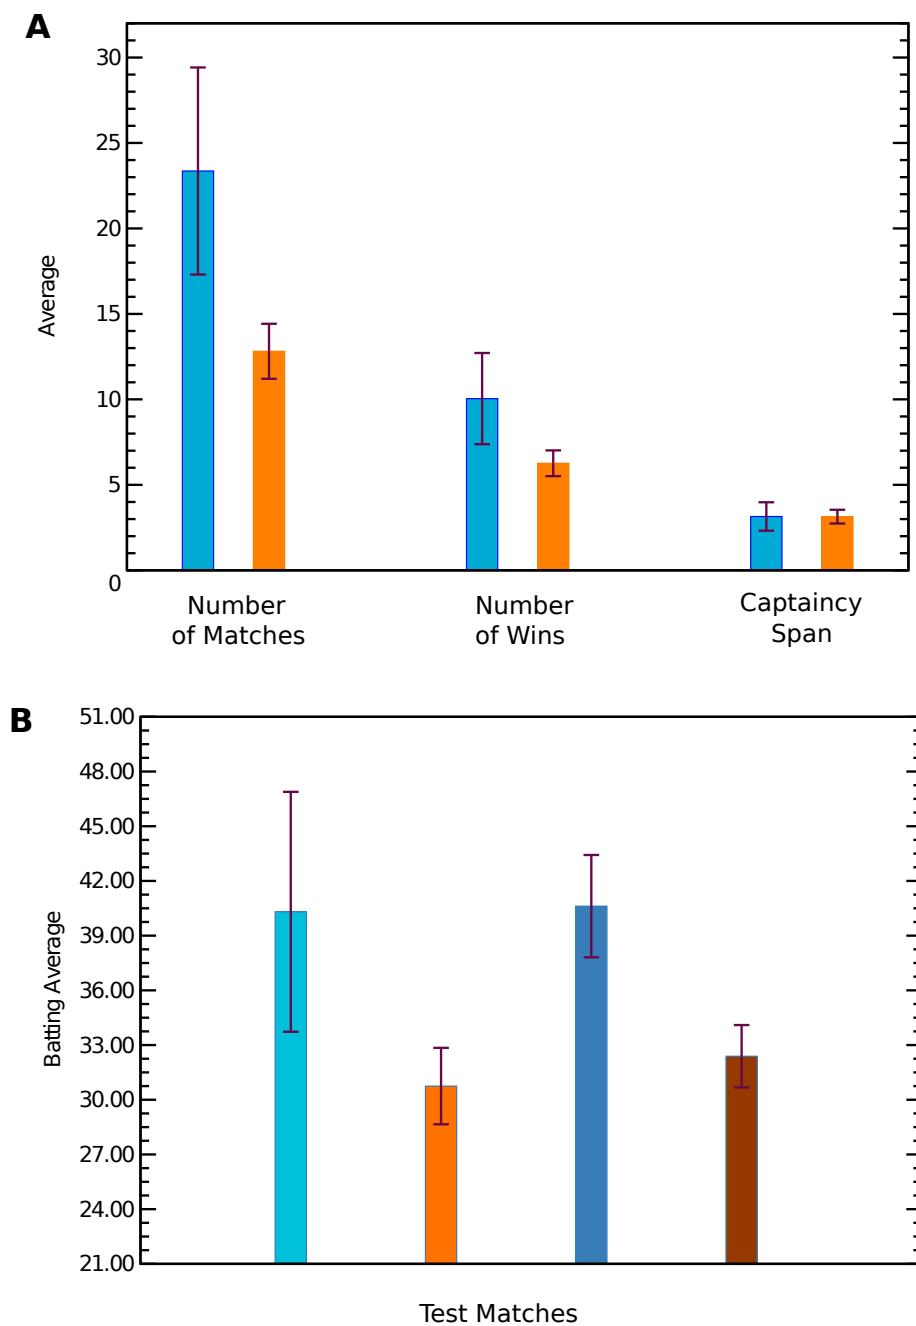 A
30
25
20
15
10
5
0
Average
Number
of Matches
Number
of Wins
Captaincy
Span
B
51.00
48.00
45.00
42.00
39.00
36.00
33.00
30.00
27.00
24.00
21.00
Batting Average
Test Matches